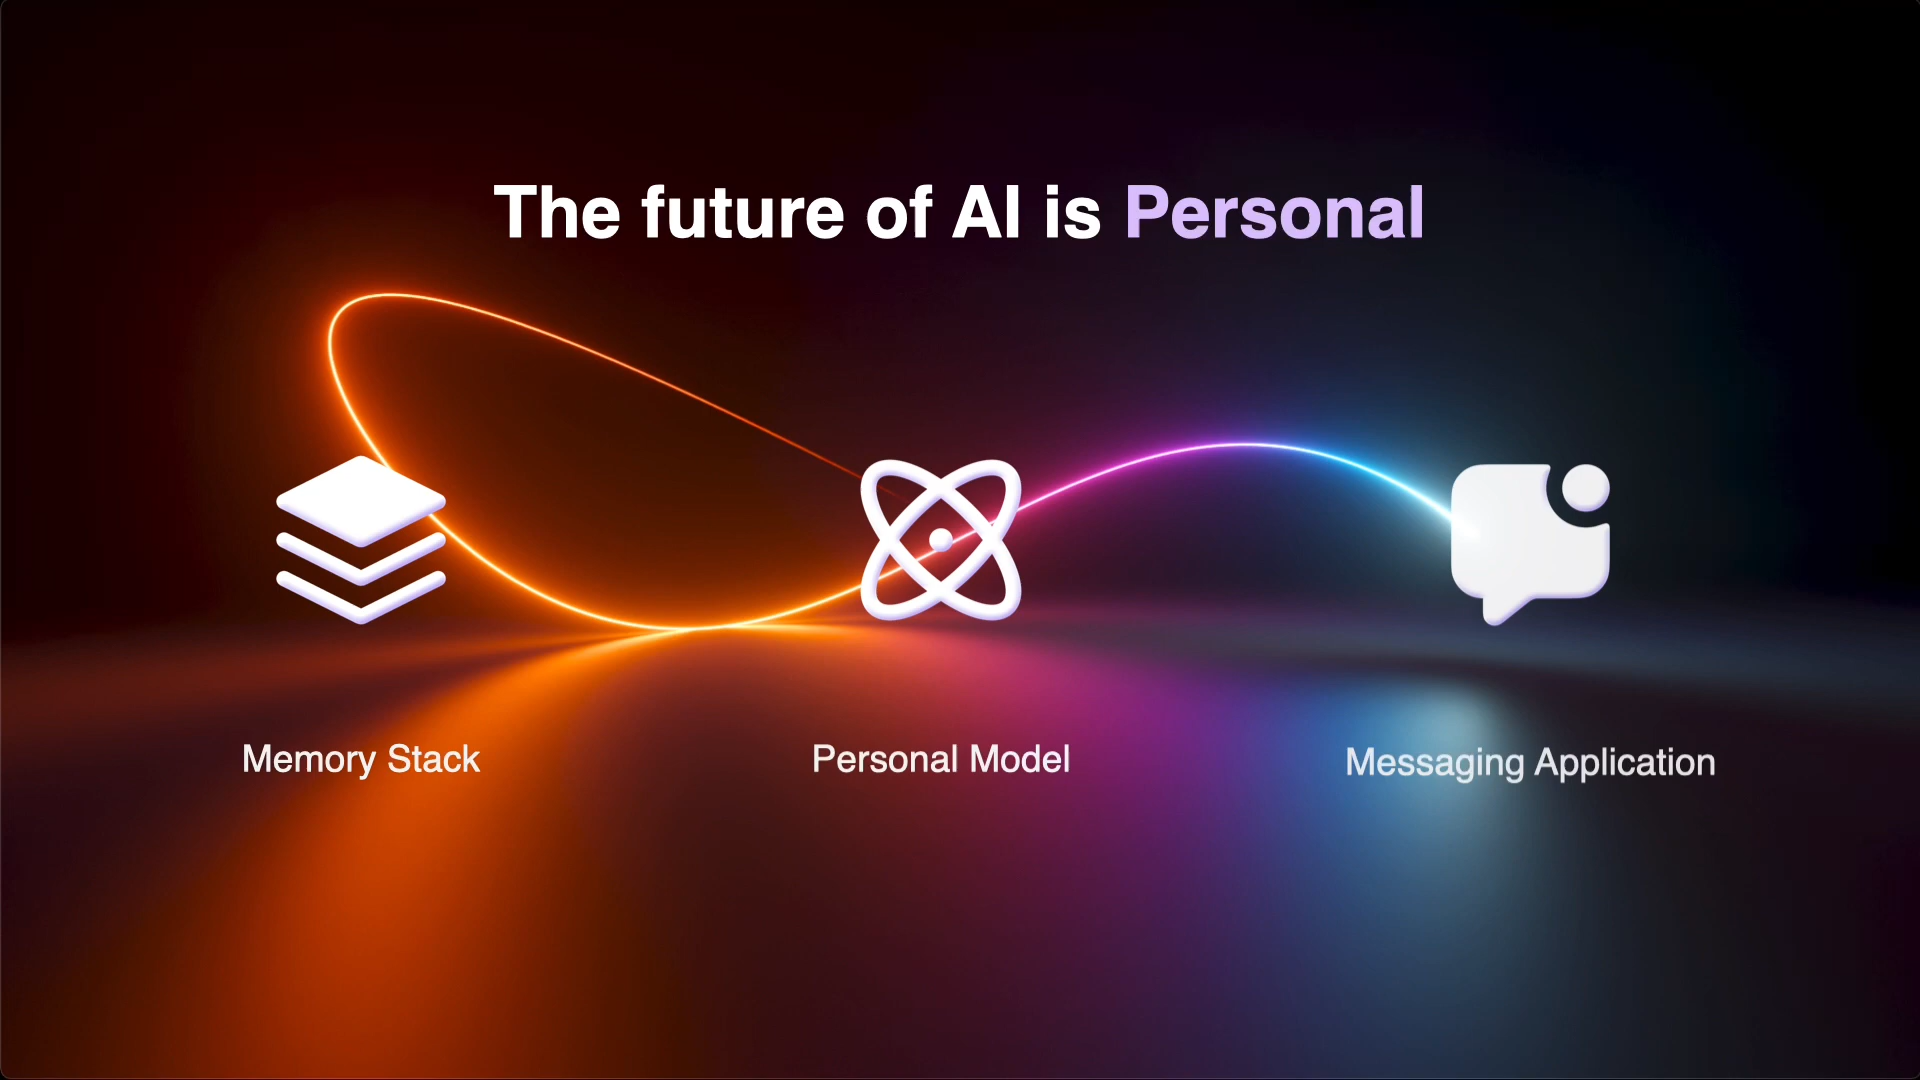 The future of AI is Personal
Memory Stack
Personal Model
Messaging Application